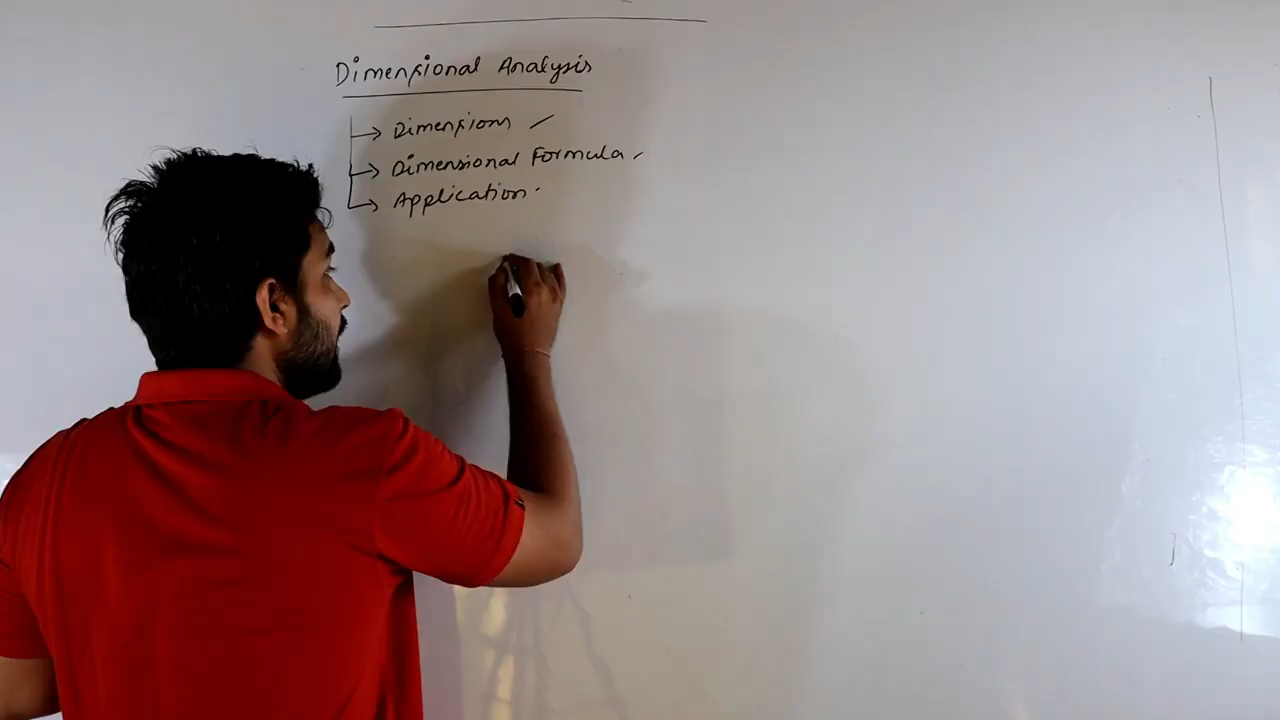 Dimensional Analysis
→ Dimensions
→ Dimensional Formula
→ Application